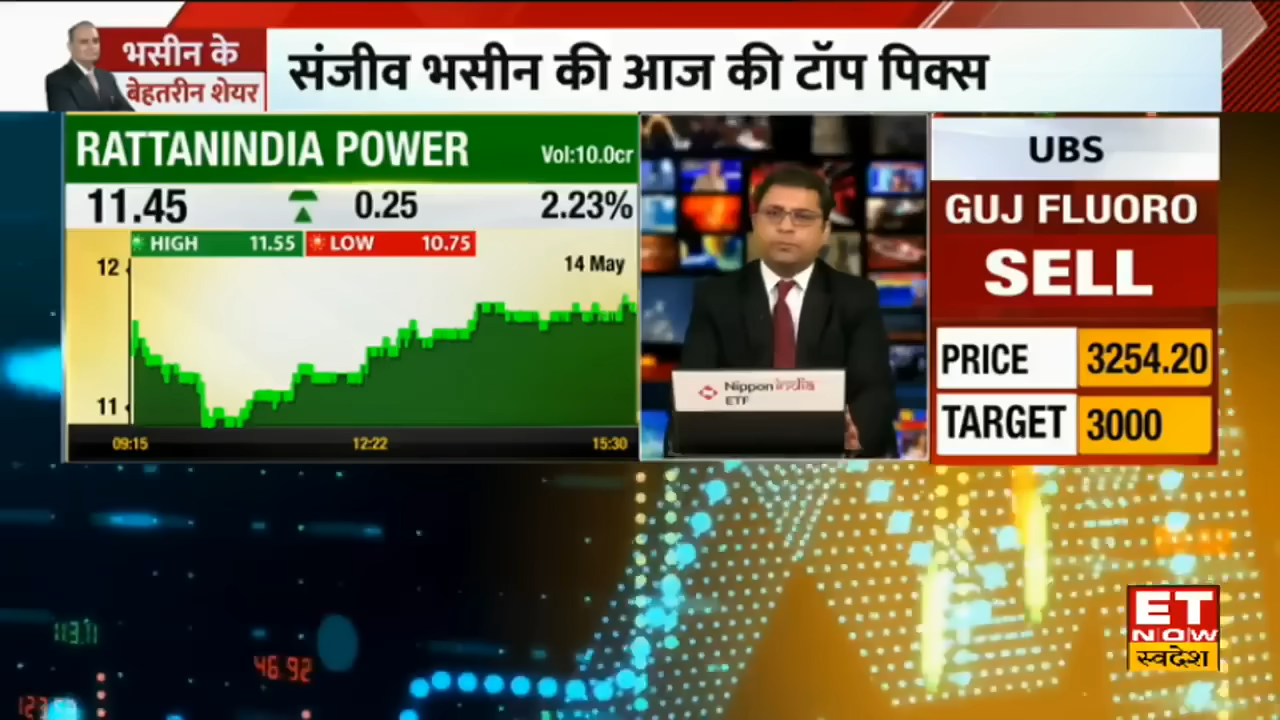 भसीन के
बेहतरीन शेयर
संजीव भसीन की आज की टॉप पिक्स
RATTANINDIA POWER
Vol:10.0cr
11.45 0.25 2.23%
HIGH 11.55 LOW 10.75
12
14 May
11
09:15 12:22 15:30
Nippon india
ETF
UBS
GUJ FLUORO
SELL
PRICE 3254.20
TARGET 3000
113.11
46.92
ET
NOW
स्वदेश